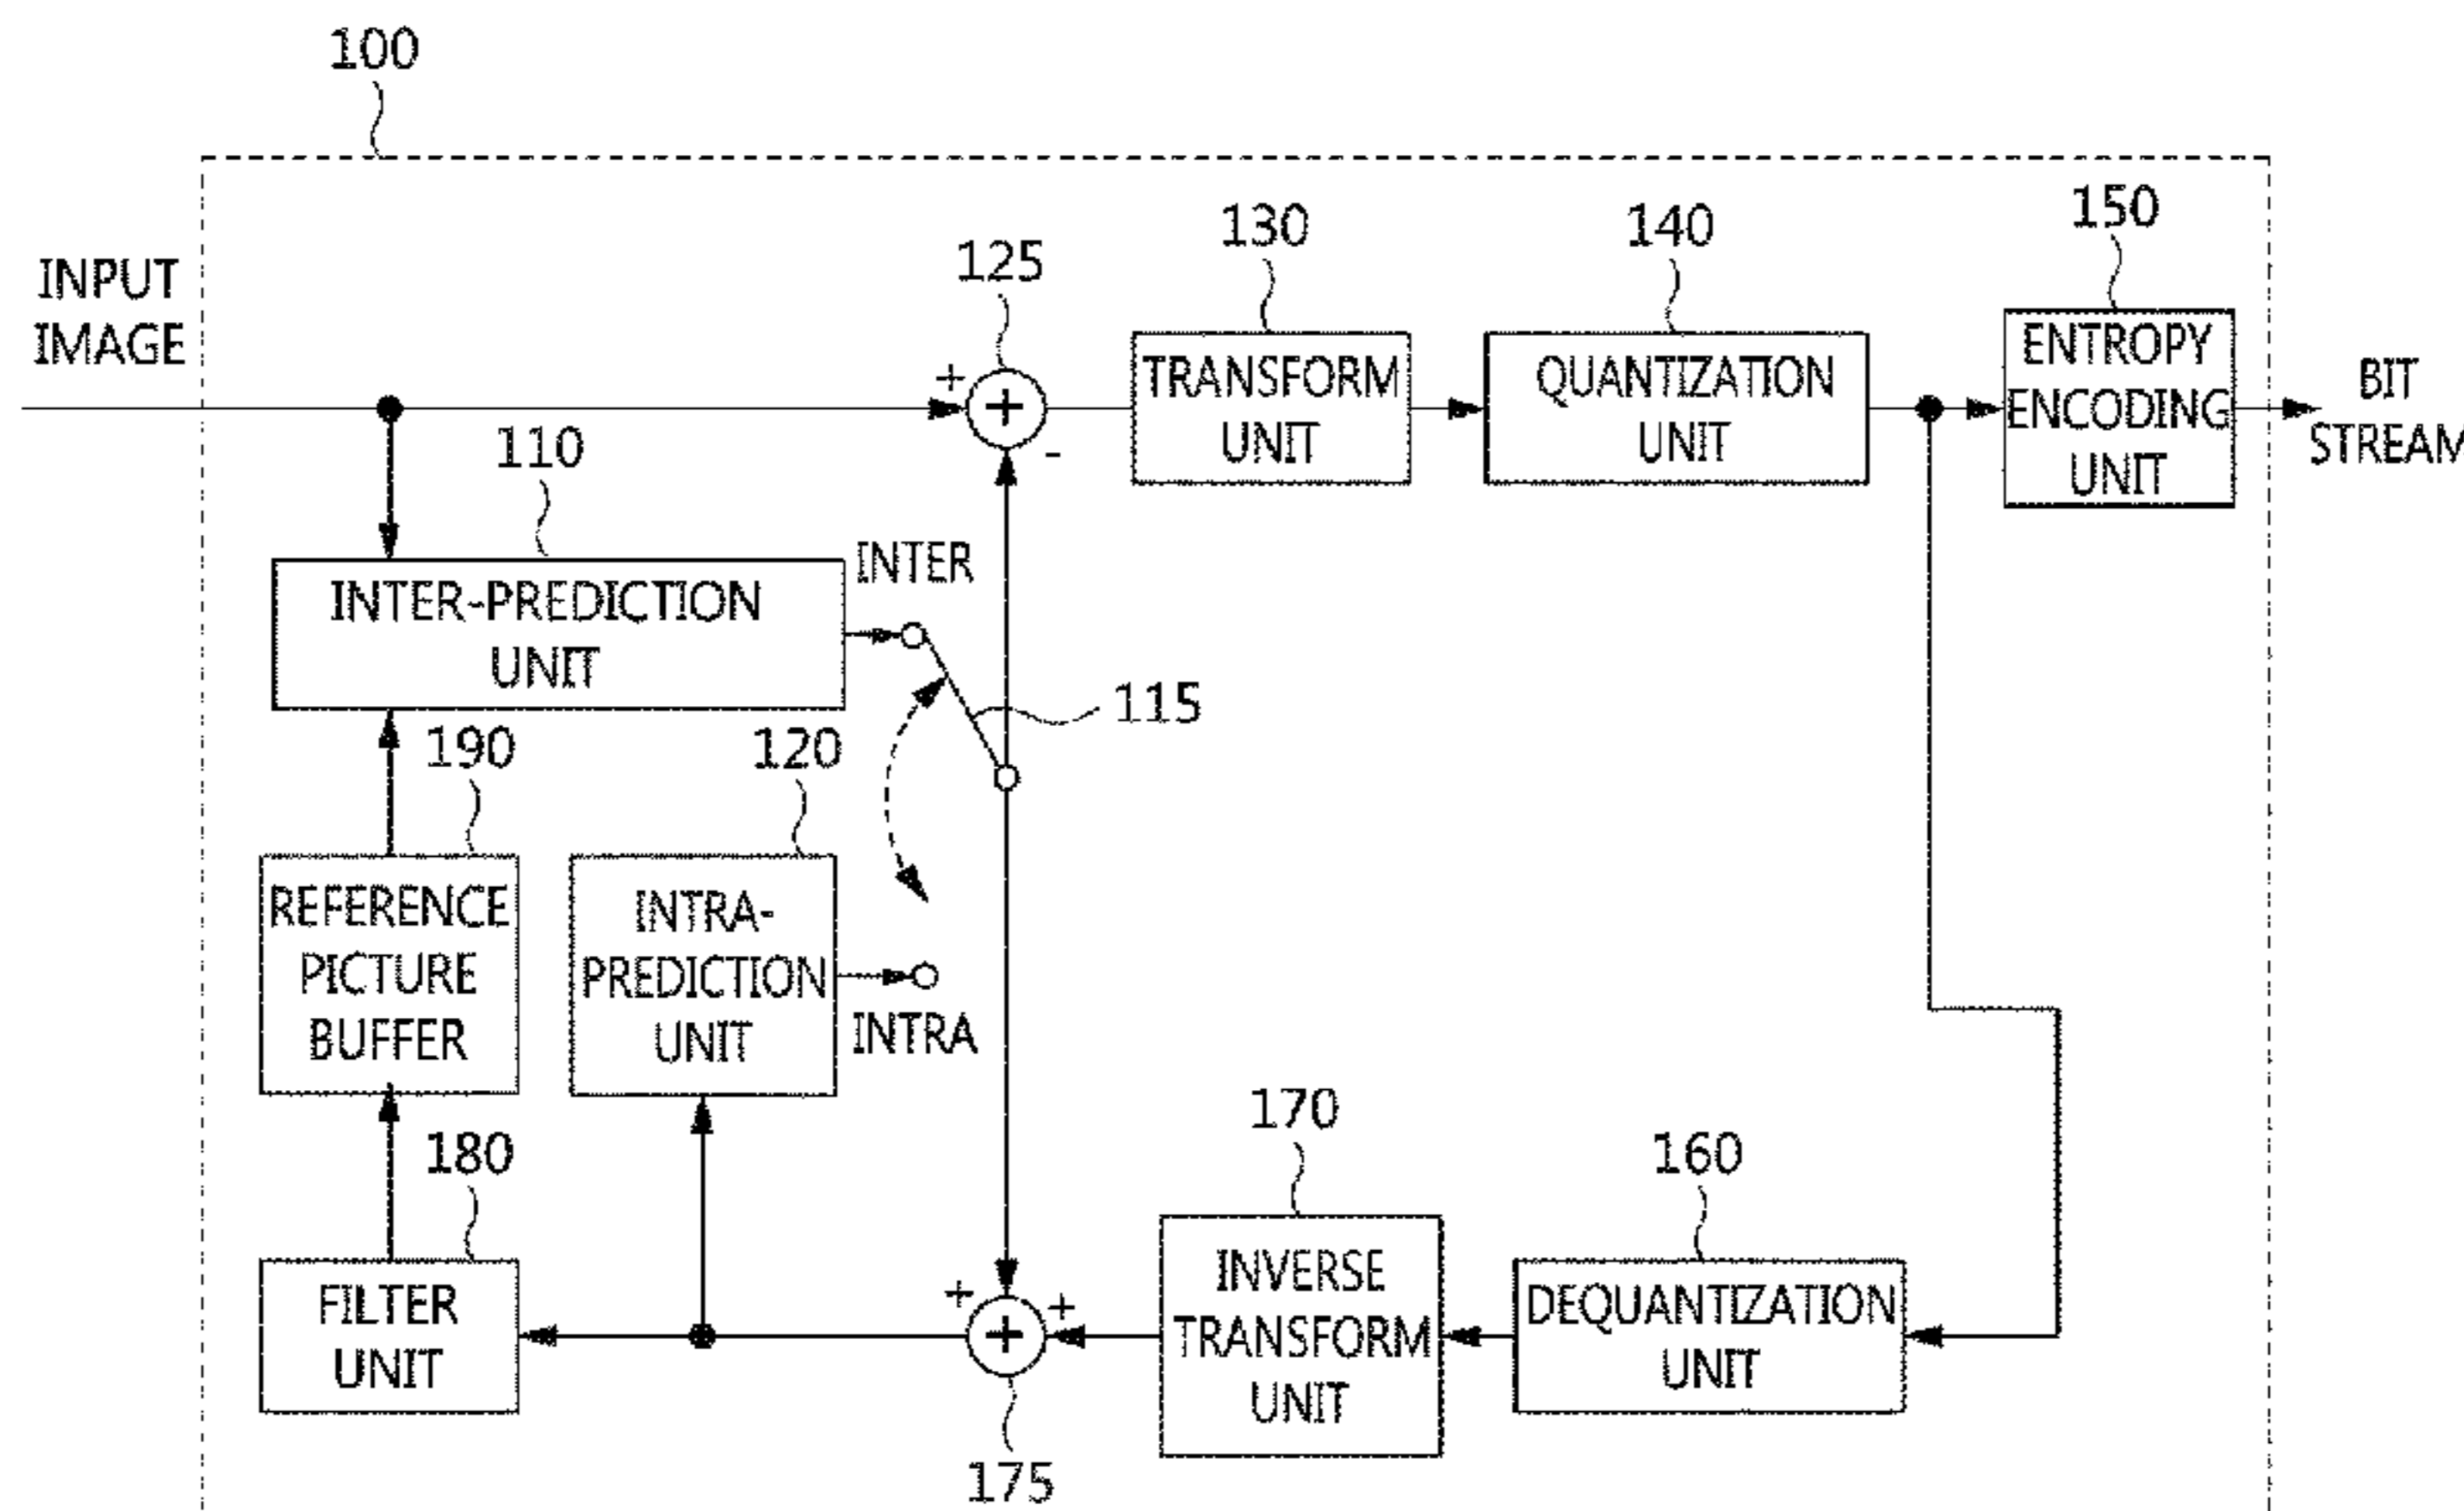 100
INPUT
IMAGE
125
+
+
-
130
TRANSFORM
UNIT
140
QUANTIZATION
UNIT
150
ENTROPY
ENCODING
UNIT
BIT
STREAM
110
INTER-PREDICTION
UNIT
INTER
115
190
REFERENCE
PICTURE
BUFFER
120
INTRA-
PREDICTION
UNIT
INTRA
180
FILTER
UNIT
+
+
+
175
170
INVERSE
TRANSFORM
UNIT
160
DEQUANTIZATION
UNIT